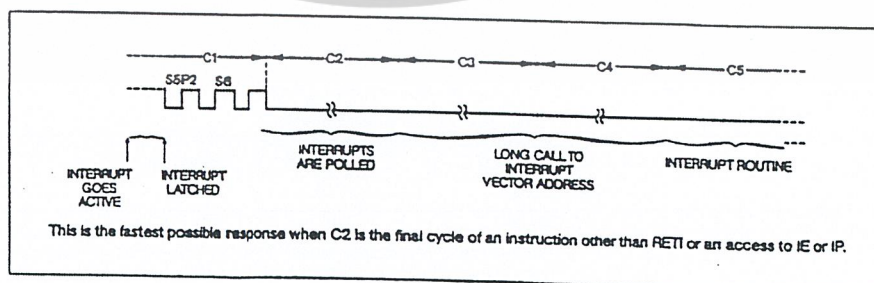 C1 C2 C3 C4 C5
S5P2 S6
INTERRUPT
GOES
ACTIVE
INTERRUPT
LATCHED
INTERRUPTS
ARE POLLED
LONG CALL TO
INTERRUPT
VECTOR ADDRESS
INTERRUPT ROUTINE
This is the fastest possible response when C2 is the final cycle of an instruction other than RETI or an access to IE or IP.